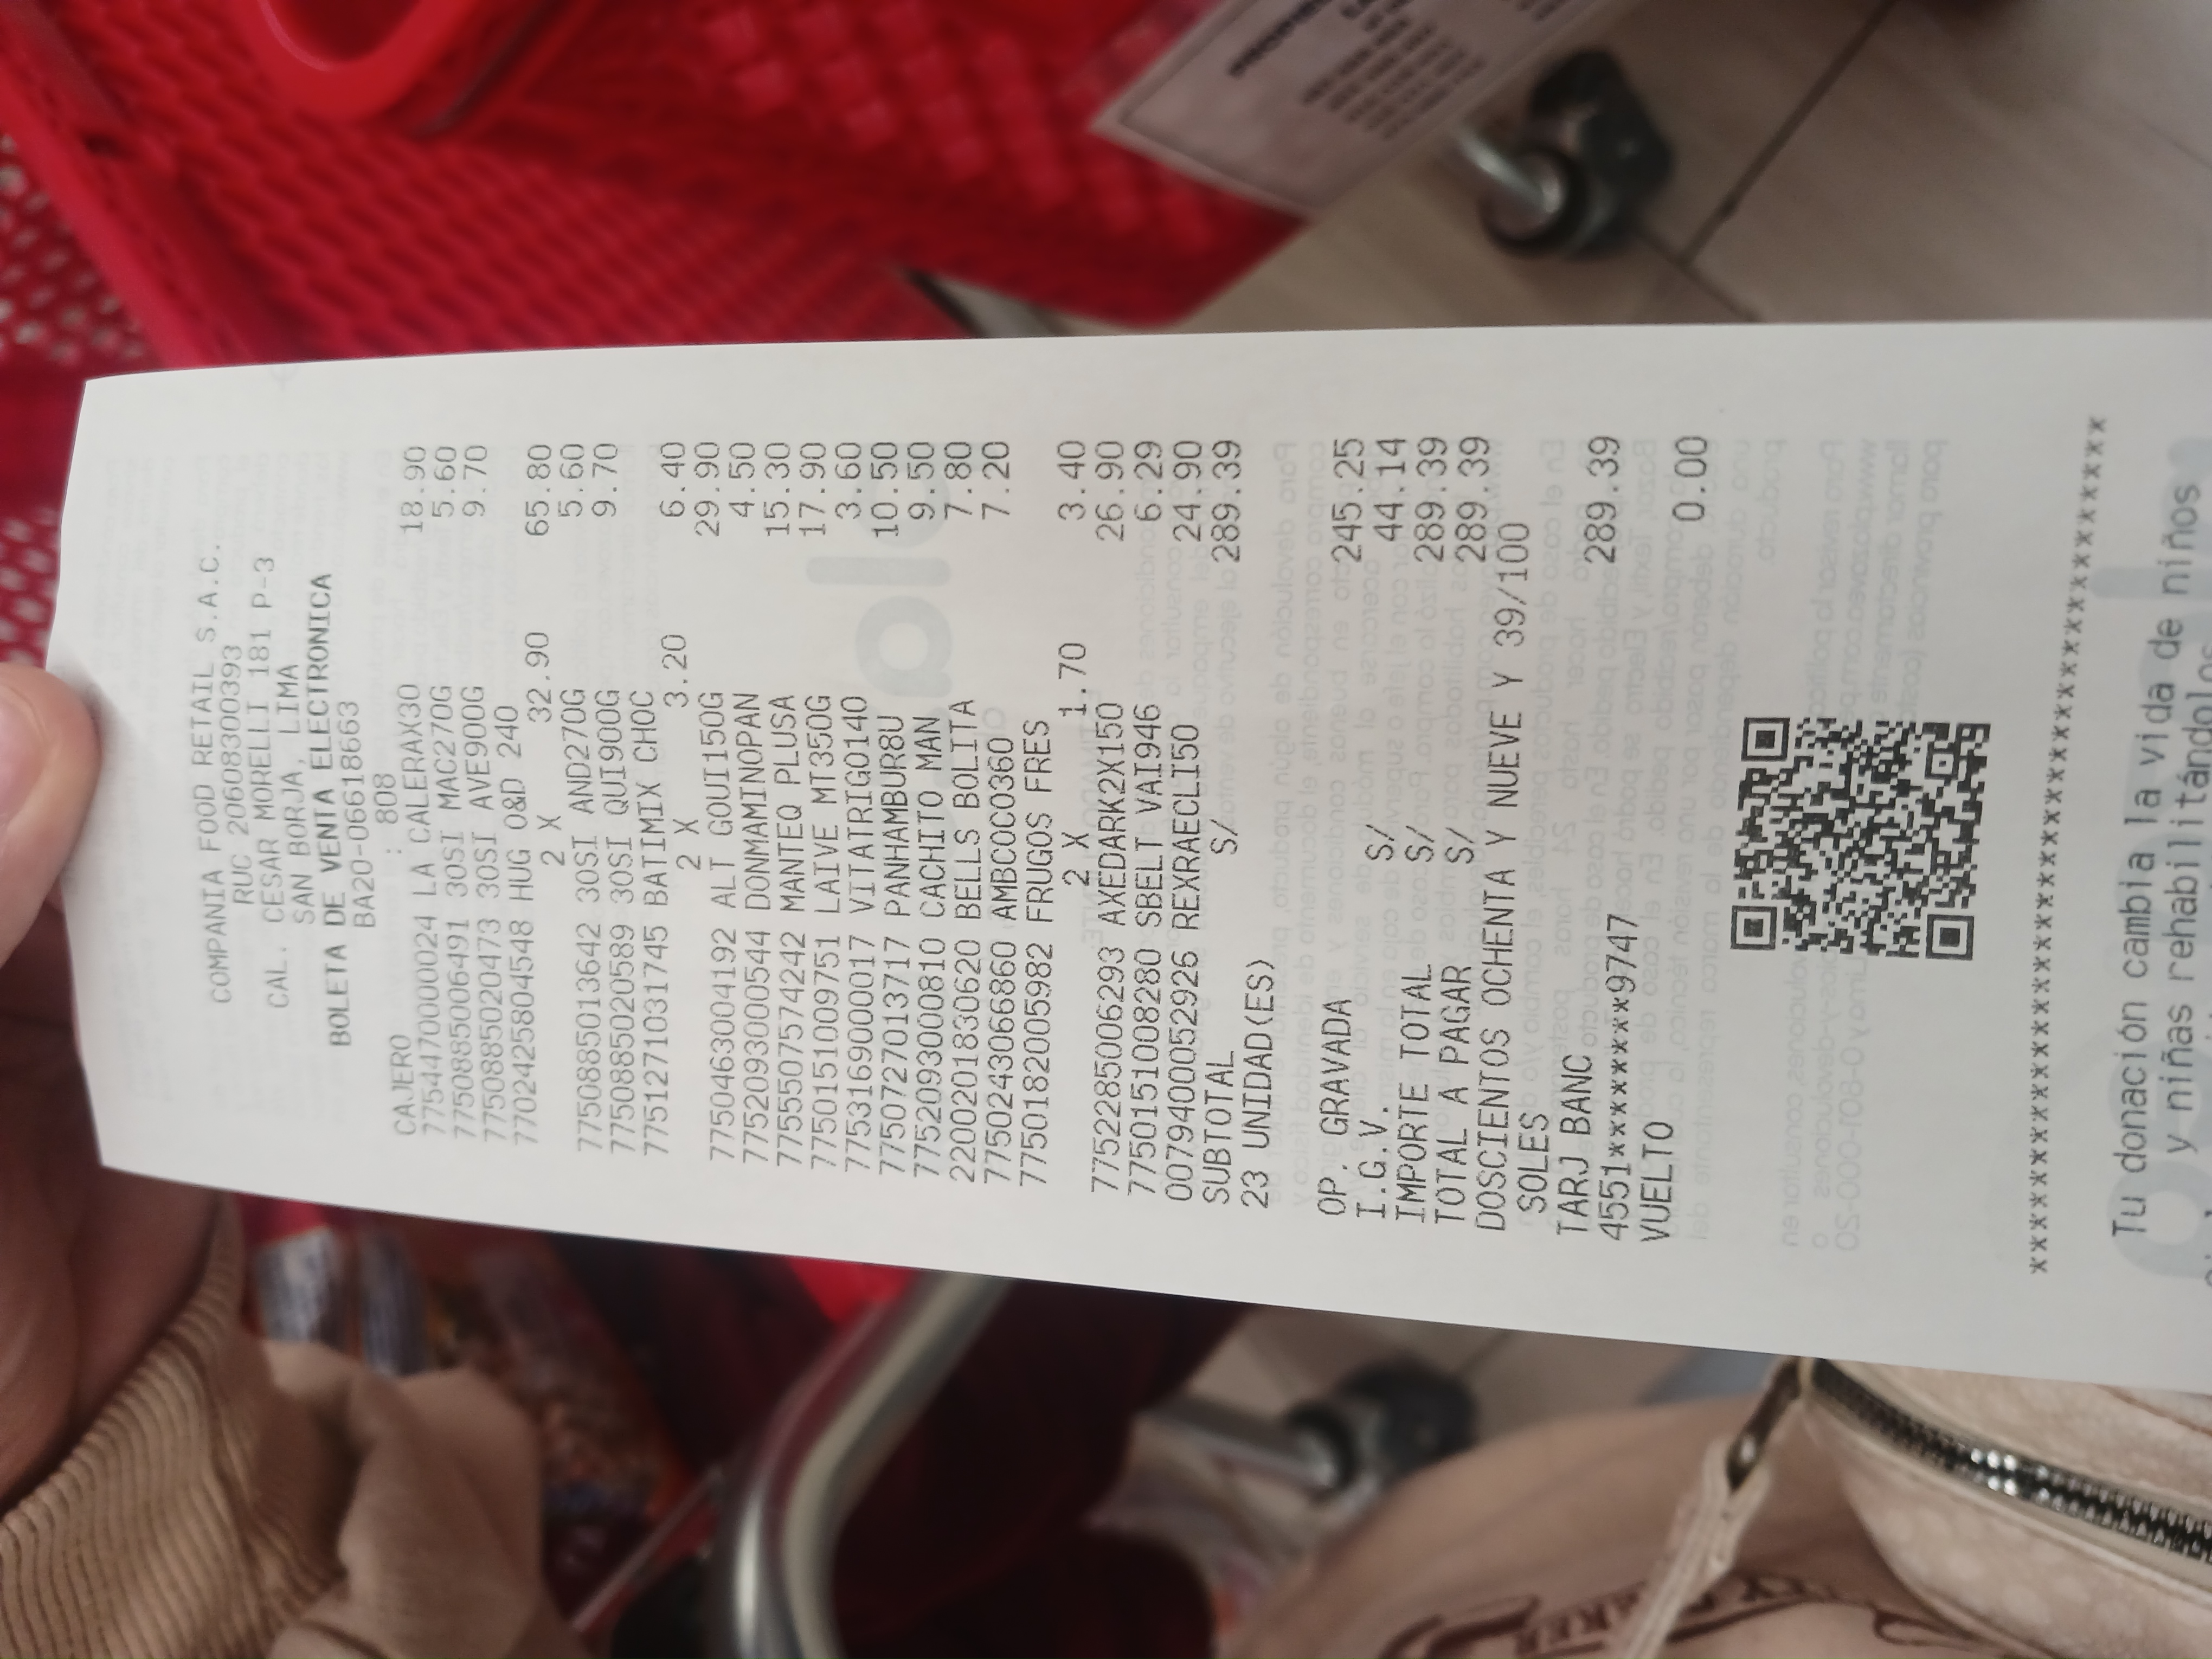 COMPANIA FOOD RETAIL S.A.C.
RUC 20608300393
CAL. CESAR MORELLI 181 P-3
SAN BORJA, LIMA
BOLETA DE VENTA ELECTRONICA
BA20-06618663
CAJERO : 808
7754470000024 LA CALERAX30 18.90
7750885006491 30SI MAC270G 5.60
7750885020473 30SI AVE900G 9.70
7702425804548 HUG O&D 240
2 X 32.90 65.80
7750885013642 30SI AND270G 5.60
7750885020589 30SI QUI900G 9.70
7751271031745 BATIMIX CHOC
2 X 3.20 6.40
7750463004192 ALT GOUI150G 29.90
7752093000544 DONMAMINOPAN 4.50
7755507574242 MANTEQ PLUSA 15.30
7750151009751 LAIVE MT350G 17.90
7753169000017 VITATRIGO140 3.60
7750727013717 PANHAMBUR8U 10.50
7752093000810 CACHITO MAN 9.50
2200201830620 BELLS BOLITA 7.80
7750243066860 AMBCOCO360 7.20
7750182005982 FRUGOS FRES
2 X 1.70 3.40
7752285006293 AXEDARK2X150 26.90
7750151008280 SBELT VAI946 6.29
0079400052926 REXRAECLI50 24.90
SUBTOTAL S/ 289.39
23 UNIDAD(ES)
OP. GRAVADA 245.25
I.G.V. S/ 44.14
IMPORTE TOTAL S/ 289.39
TOTAL A PAGAR S/ 289.39
DOSCIENTOS OCHENTA Y NUEVE Y 39/100
SOLES
TARJ BANC 289.39
4551********9747
VUELTO 0.00
****************************************
Tu donación cambia la vida de niños
y niñas rehabilitándolos